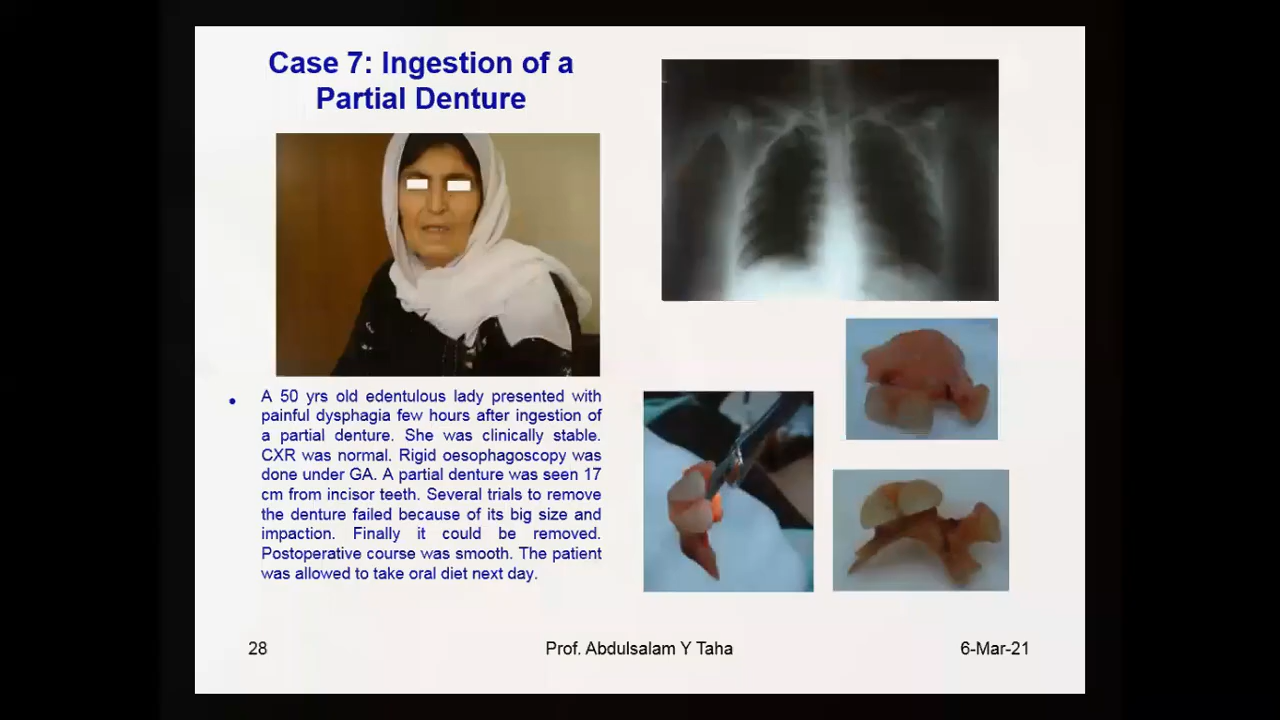 Case 7: Ingestion of a
Partial Denture
• A 50 yrs old edentulous lady presented with
painful dysphagia few hours after ingestion of
a partial denture. She was clinically stable.
CXR was normal. Rigid oesophagoscopy was
done under GA. A partial denture was seen 17
cm from incisor teeth. Several trials to remove
the denture failed because of its big size and
impaction. Finally it could be removed.
Postoperative course was smooth. The patient
was allowed to take oral diet next day.
28
Prof. Abdulsalam Y Taha
6-Mar-21